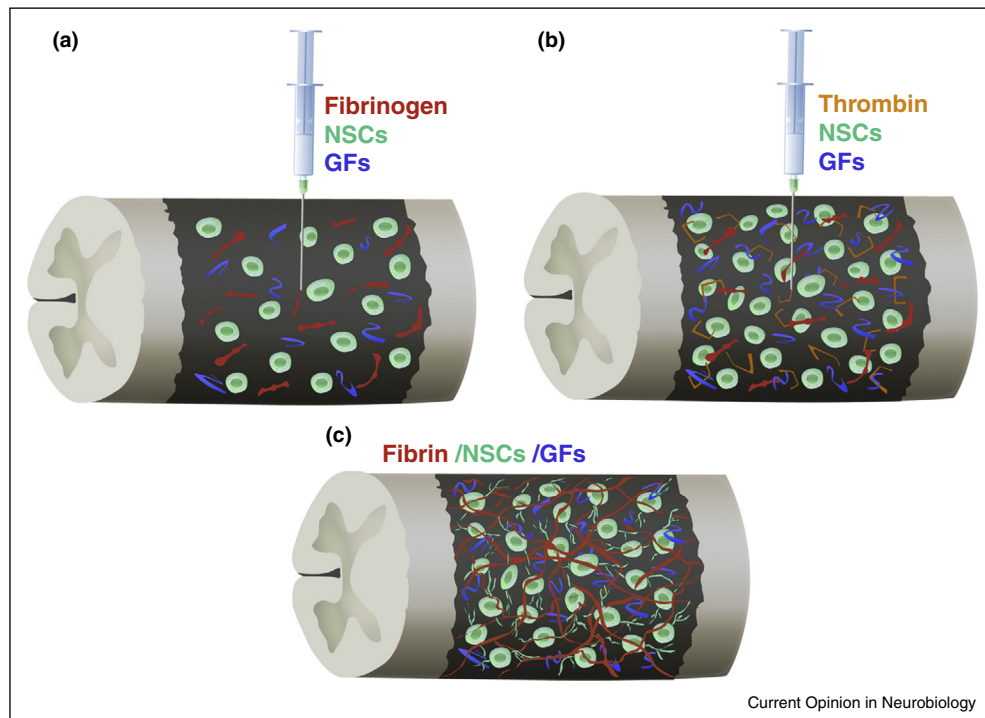 (a)
Fibrinogen
NSCs
GFs
(b)
Thrombin
NSCs
GFs
(c)
Fibrin /NSCs /GFs
Current Opinion in Neurobiology